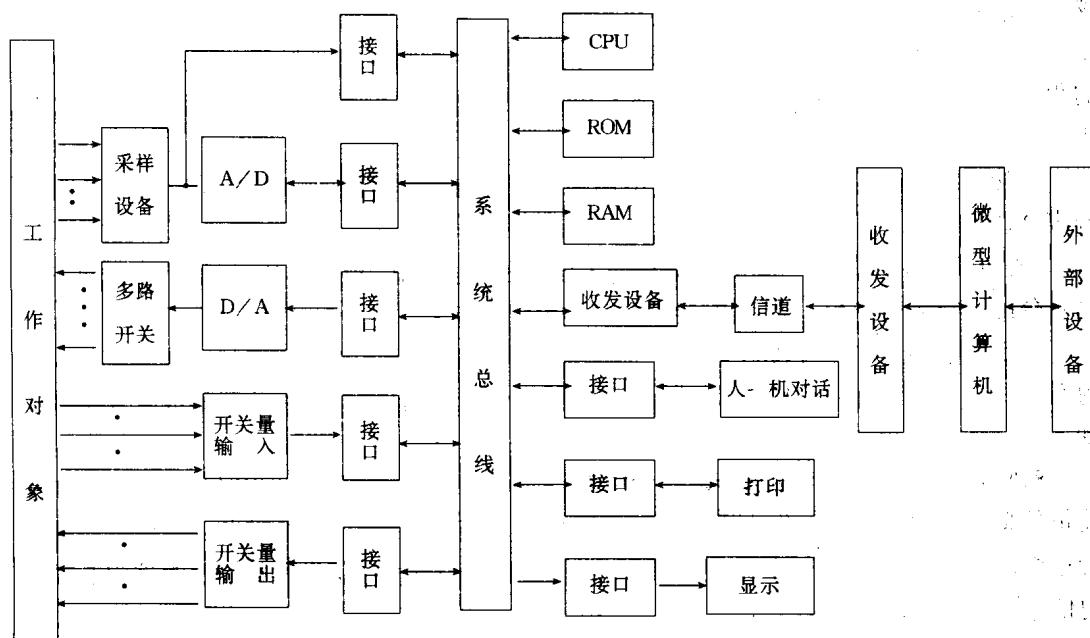 工作对象
采样
设备
多路
开关
A/D
D/A
开关量
输入
开关量
输出
接口
接口
接口
接口
接口
系统总线
CPU
ROM
RAM
收发设备
信道
接口
人-机对话
接口
打印
接口
显示
收发设备
微型计算机
外部设备